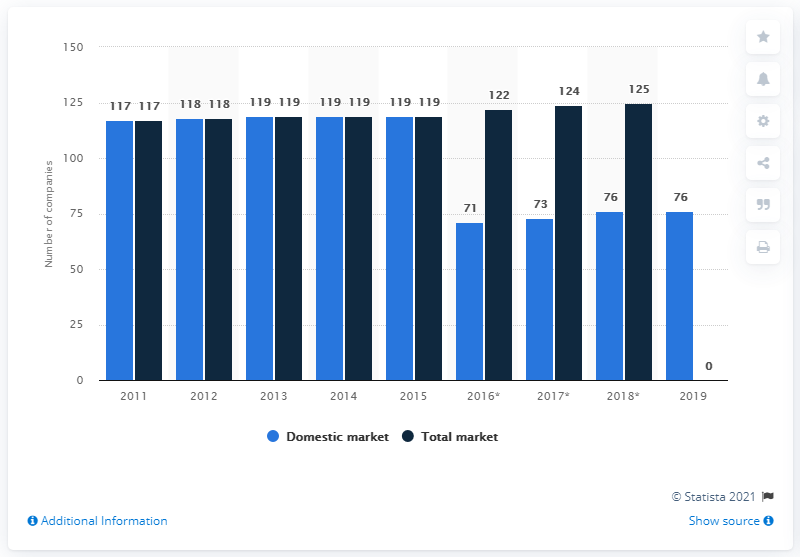 150
125
100
75
50
25
0
Number of companies
117 117
118 118
119 119
119 119
119 119
71 122
73 124
76 125
76 0
2011 2012 2013 2014 2015 2016* 2017* 2018* 2019
Domestic market Total market
© Statista 2021
Additional Information
Show source